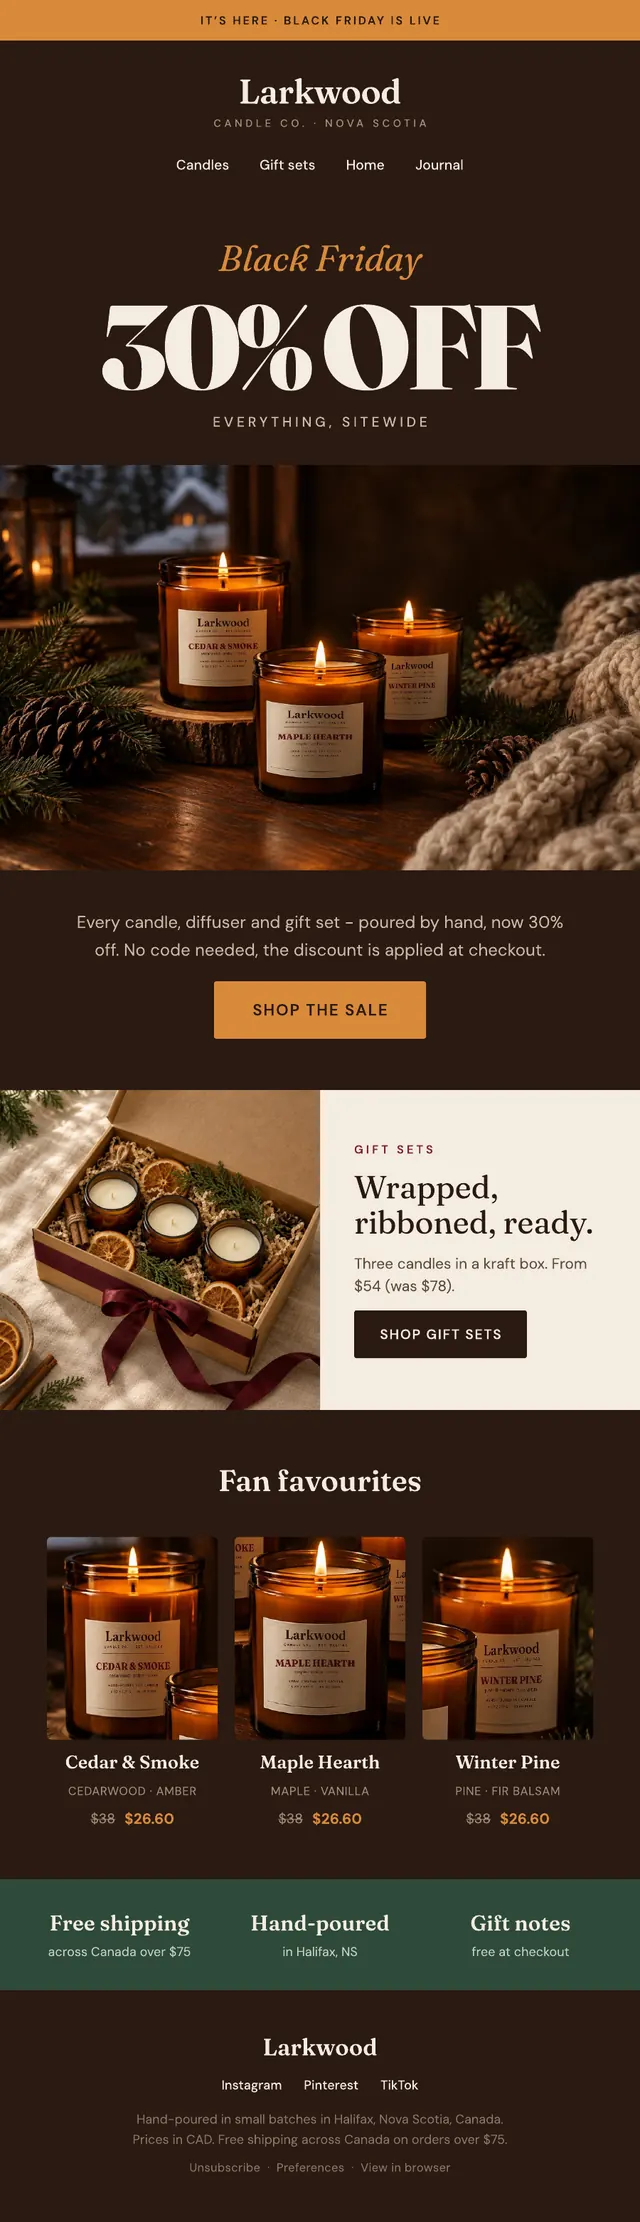 IT'S HERE · BLACK FRIDAY IS LIVE
Larkwood
CANDLE CO. · NOVA SCOTIA
Candles Gift sets Home Journal
Black Friday
30% OFF
EVERYTHING, SITEWIDE
Larkwood
CEDAR & SMOKE
Larkwood
WINTER PINE
Larkwood
MAPLE HEARTH
Every candle, diffuser and gift set – poured by hand, now 30%
off. No code needed, the discount is applied at checkout.
SHOP THE SALE
GIFT SETS
Wrapped,
ribboned, ready.
Three candles in a kraft box. From
$54 (was $78).
SHOP GIFT SETS
Fan favourites
Larkwood
CEDAR & SMOKE
OKE
Larkwood
MAPLE HEARTH
Larkwood
WINTER PINE
Cedar & Smoke
CEDARWOOD · AMBER
$38 $26.60
Maple Hearth
MAPLE · VANILLA
$38 $26.60
Winter Pine
PINE · FIR BALSAM
$38 $26.60
Free shipping
across Canada over $75
Hand-poured
in Halifax, NS
Gift notes
free at checkout
Larkwood
Instagram Pinterest TikTok
Hand-poured in small batches in Halifax, Nova Scotia, Canada.
Prices in CAD. Free shipping across Canada on orders over $75.
Unsubscribe · Preferences · View in browser